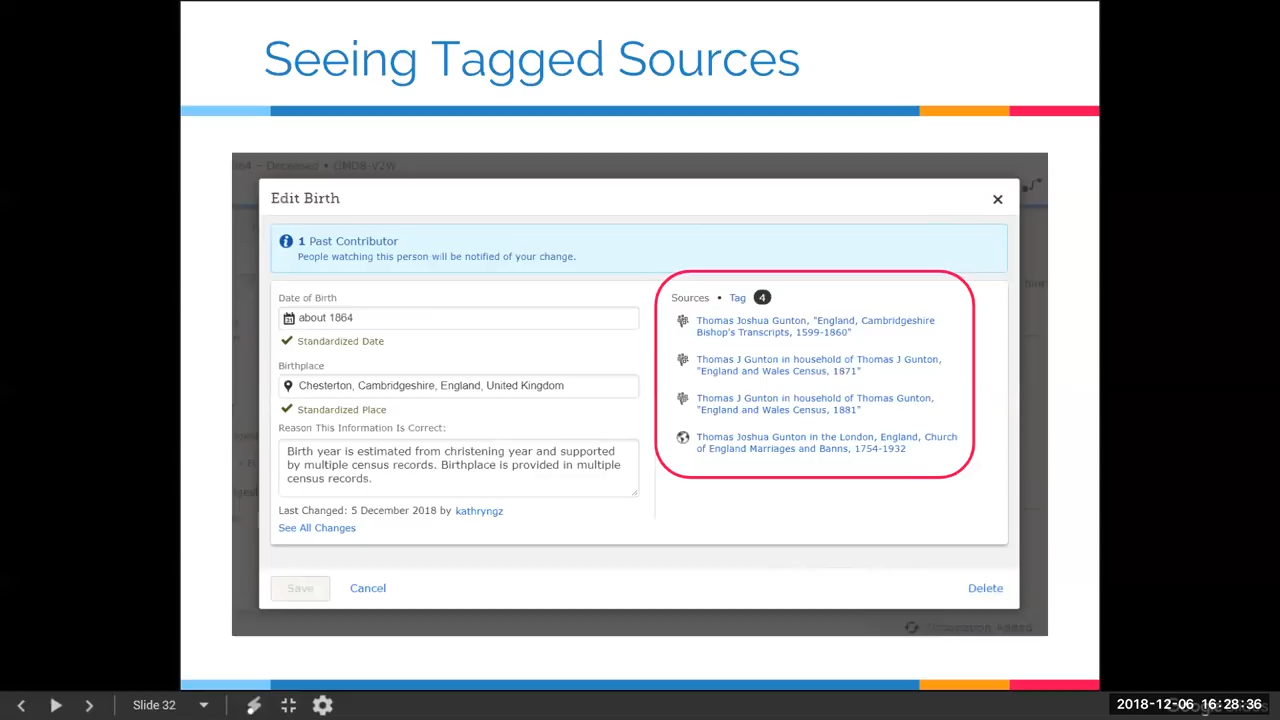 Seeing Tagged Sources
864 – Deceased • GMD8-V2W
Edit Birth
1 Past Contributor
People watching this person will be notified of your change.
Date of Birth
about 1864
Standardized Date
Birthplace
Chesterton, Cambridgeshire, England, United Kingdom
Standardized Place
Reason This Information Is Correct:
Birth year is estimated from christening year and supported
by multiple census records. Birthplace is provided in multiple
census records.
Last Changed: 5 December 2018 by kathryngz
See All Changes
Sources • Tag 4
Thomas Joshua Gunton, "England, Cambridgeshire
Bishop's Transcripts, 1599-1860"
Thomas J Gunton in household of Thomas J Gunton,
"England and Wales Census, 1871"
Thomas J Gunton in household of Thomas Gunton,
"England and Wales Census, 1881"
Thomas Joshua Gunton in the London, England, Church
of England Marriages and Banns, 1754-1932
Save
Cancel
Delete
Slide 32
2018-12-06 16:28:36